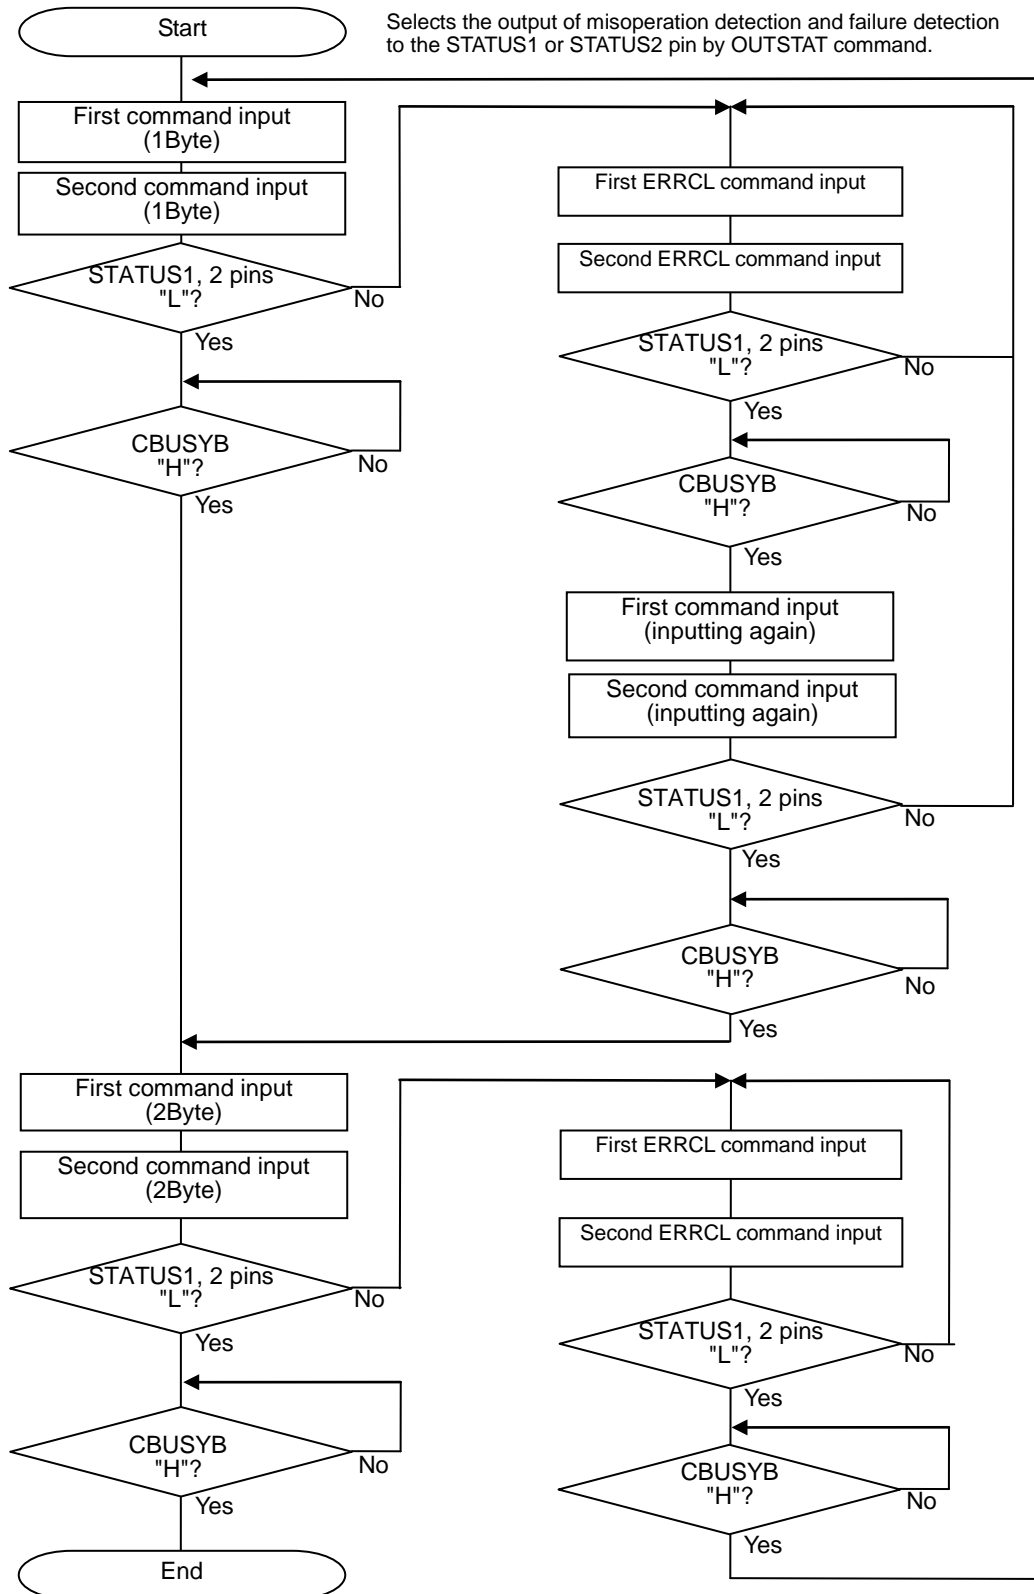 Start
Selects the output of misoperation detection and failure detection
to the STATUS1 or STATUS2 pin by OUTSTAT command.
First command input
(1Byte)
Second command input
(1Byte)
STATUS1, 2 pins
"L"?
No
Yes
CBUSYB
"H"?
No
Yes
First ERRCL command input
Second ERRCL command input
STATUS1, 2 pins
"L"?
No
Yes
CBUSYB
"H"?
No
Yes
First command input
(inputting again)
Second command input
(inputting again)
STATUS1, 2 pins
"L"?
No
Yes
CBUSYB
"H"?
No
Yes
First command input
(2Byte)
Second command input
(2Byte)
STATUS1, 2 pins
"L"?
No
Yes
CBUSYB
"H"?
No
Yes
End
First ERRCL command input
Second ERRCL command input
STATUS1, 2 pins
"L"?
No
Yes
CBUSYB
"H"?
No
Yes